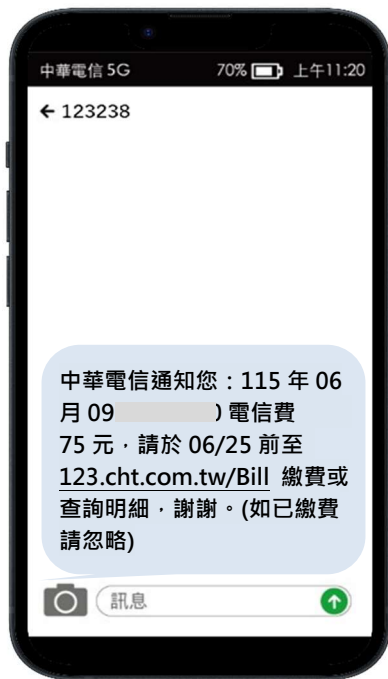 中華電信 5G 70% 上午11:20
← 123238
中華電信通知您：115 年 06
月 09 0 電信費
75 元，請於 06/25 前至
123.cht.com.tw/Bill 繳費或
查詢明細，謝謝。(如已繳費
請忽略)
訊息